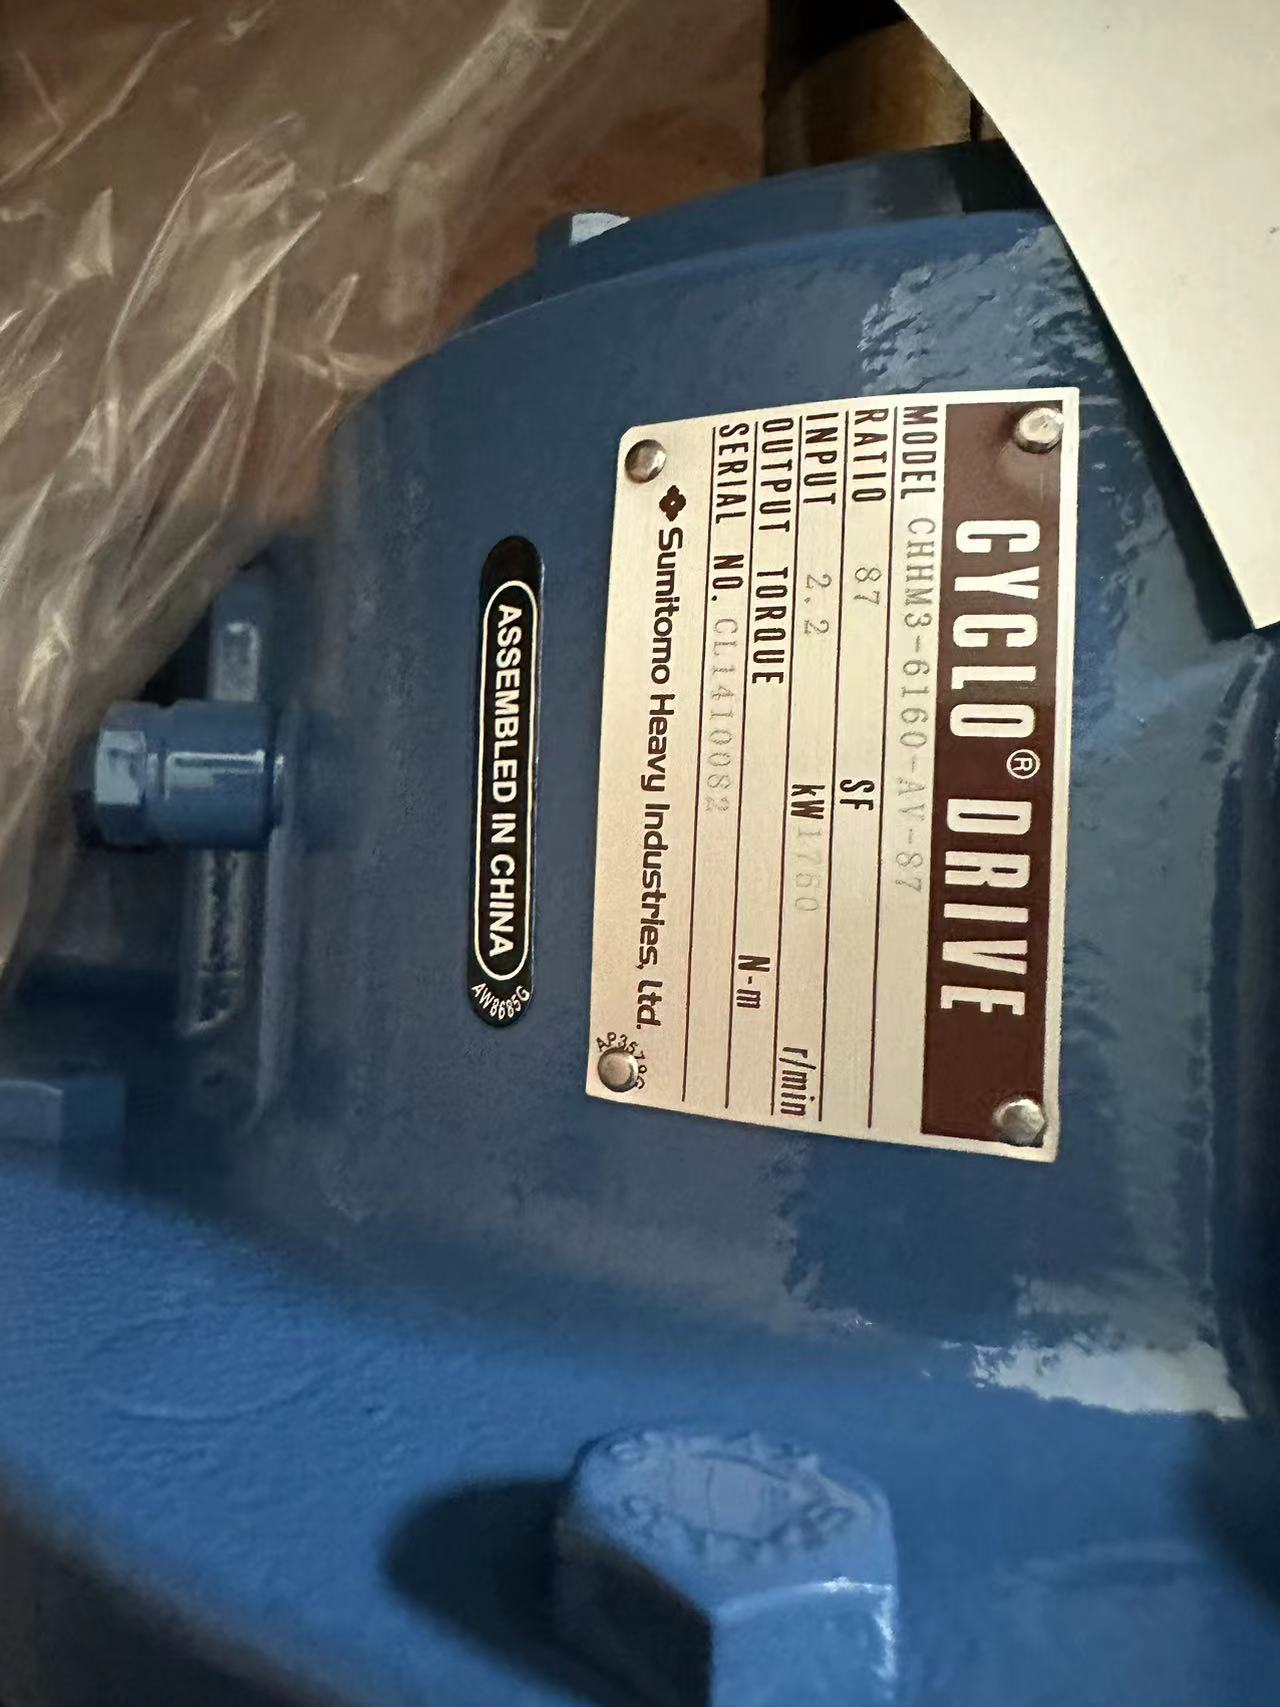 CYCLO® DRIVE
MODEL CHHM3-6160-AV-87
RATIO 87 SF
INPUT 2.2 kW 1760 r/min
OUTPUT TORQUE N-m
SERIAL NO. CL1410082
Sumitomo Heavy Industries, Ltd.
ASSEMBLED IN CHINA
AW8685G